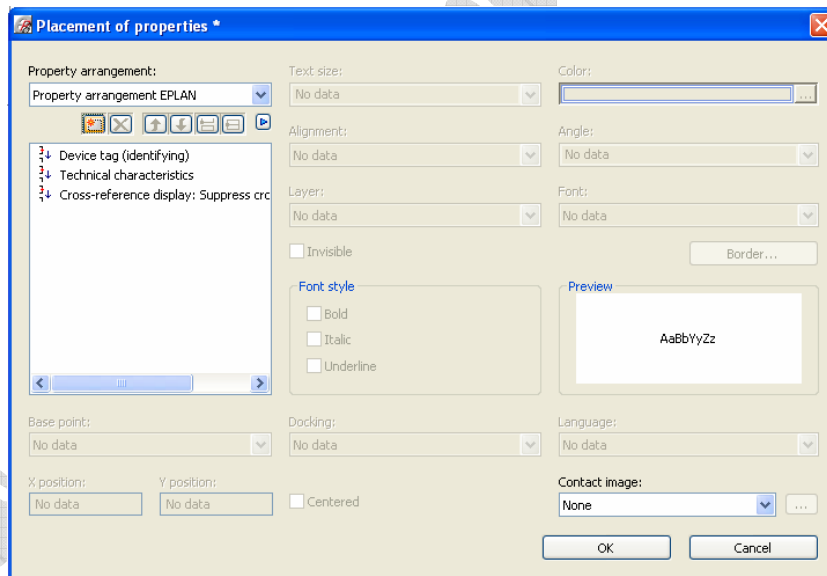 Placement of properties *
Property arrangement:
Property arrangement EPLAN
Device tag (identifying)
Technical characteristics
Cross-reference display: Suppress crc
Text size:
No data
Color:
...
Alignment:
No data
Angle:
No data
Layer:
No data
Font:
No data
Invisible
Border...
Font style
Bold
Italic
Underline
Preview
AaBbYyZz
Base point:
No data
Docking:
No data
Language:
No data
X position:
No data
Y position:
No data
Centered
Contact image:
None
...
OK
Cancel